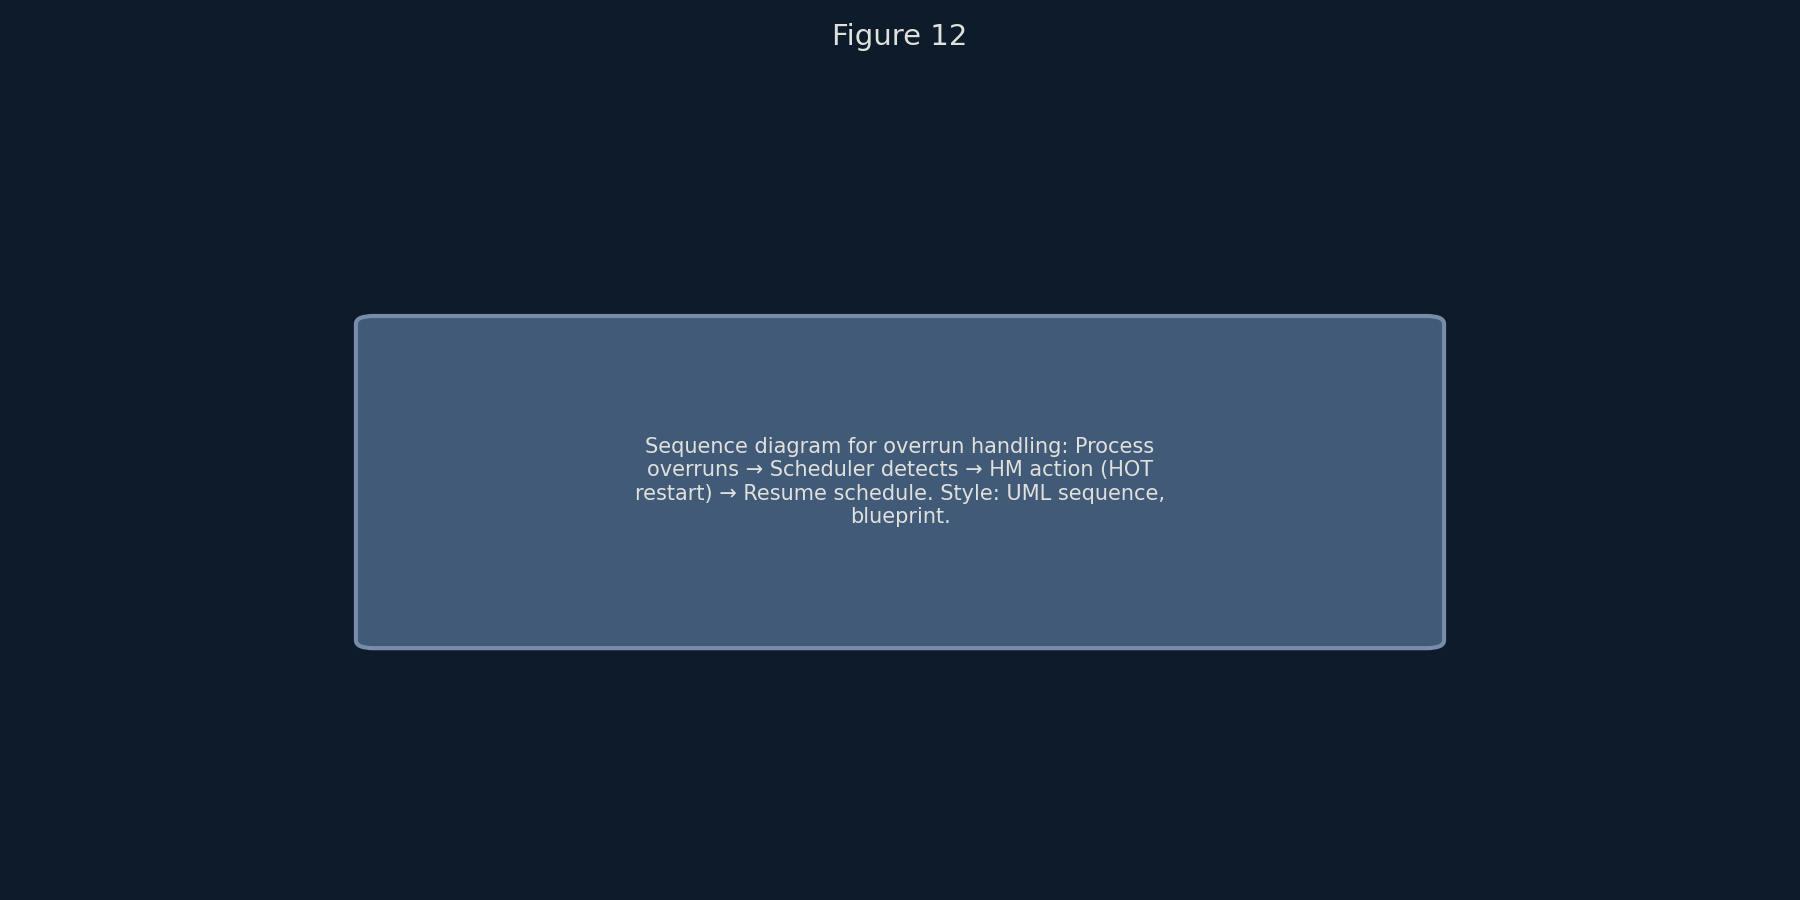 Figure 12
Sequence diagram for overrun handling: Process
overruns → Scheduler detects → HM action (HOT
restart) → Resume schedule. Style: UML sequence,
blueprint.